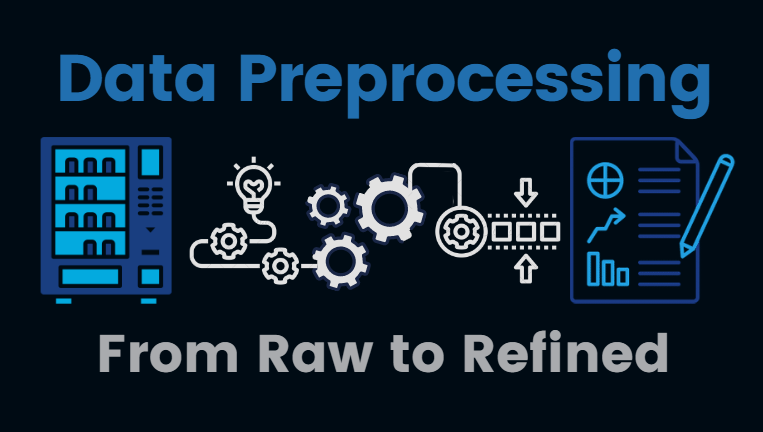 Data Preprocessing
From Raw to Refined